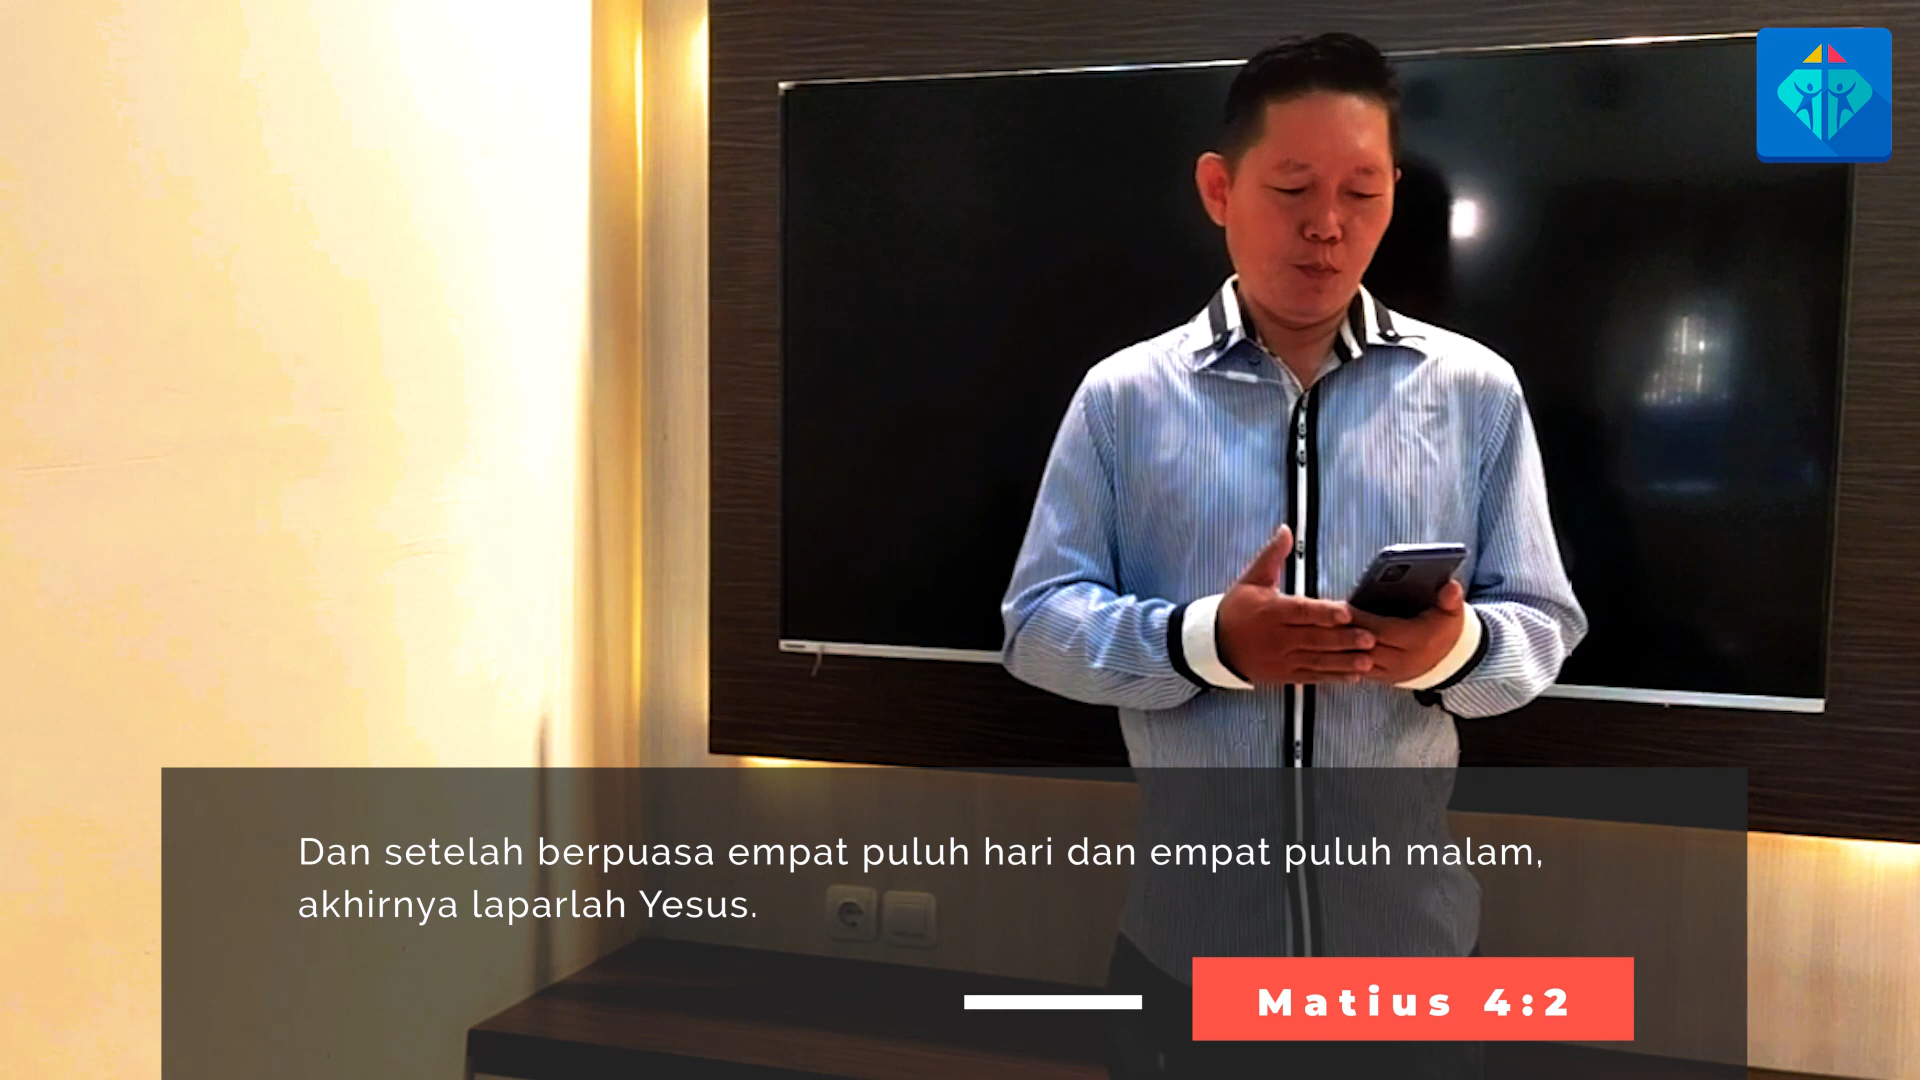 Dan setelah berpuasa empat puluh hari dan empat puluh malam,
akhirnya laparlah Yesus.
Matius 4:2